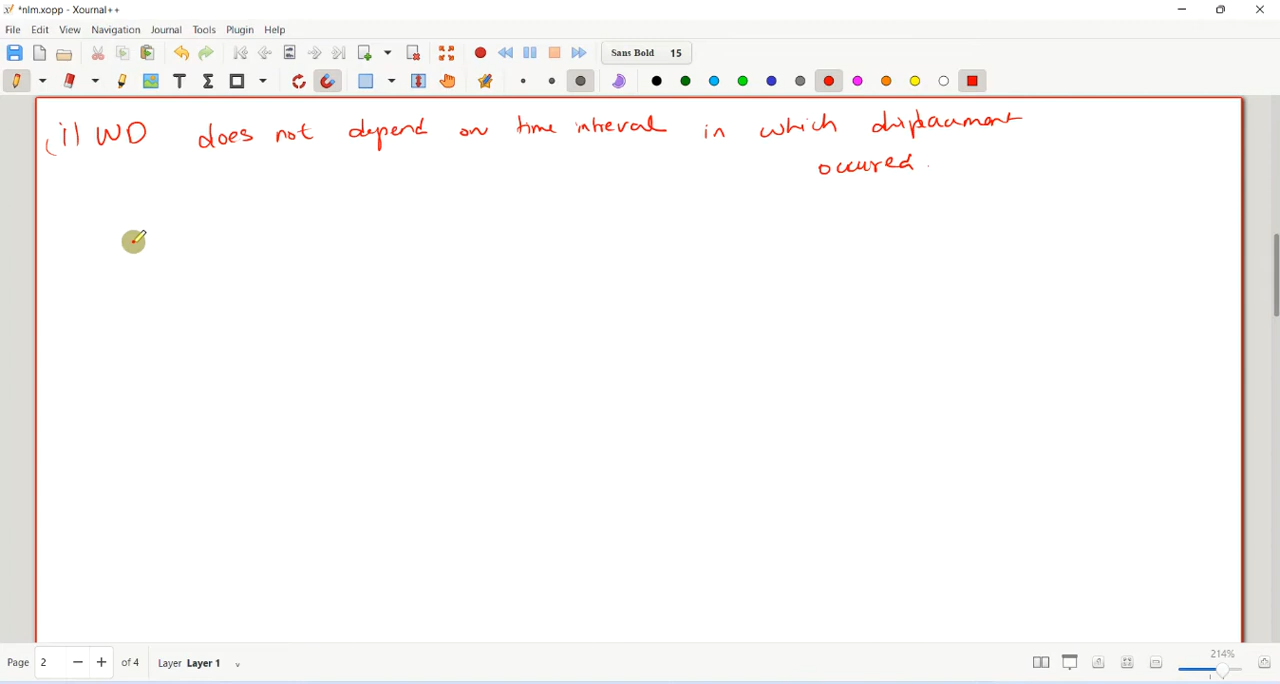 *nlm.xopp - Xournal++
File Edit View Navigation Journal Tools Plugin Help
Sans Bold 15
(i) WD does not depend on time interval in which displacment
occured.
Page 2 of 4 Layer Layer 1
214%